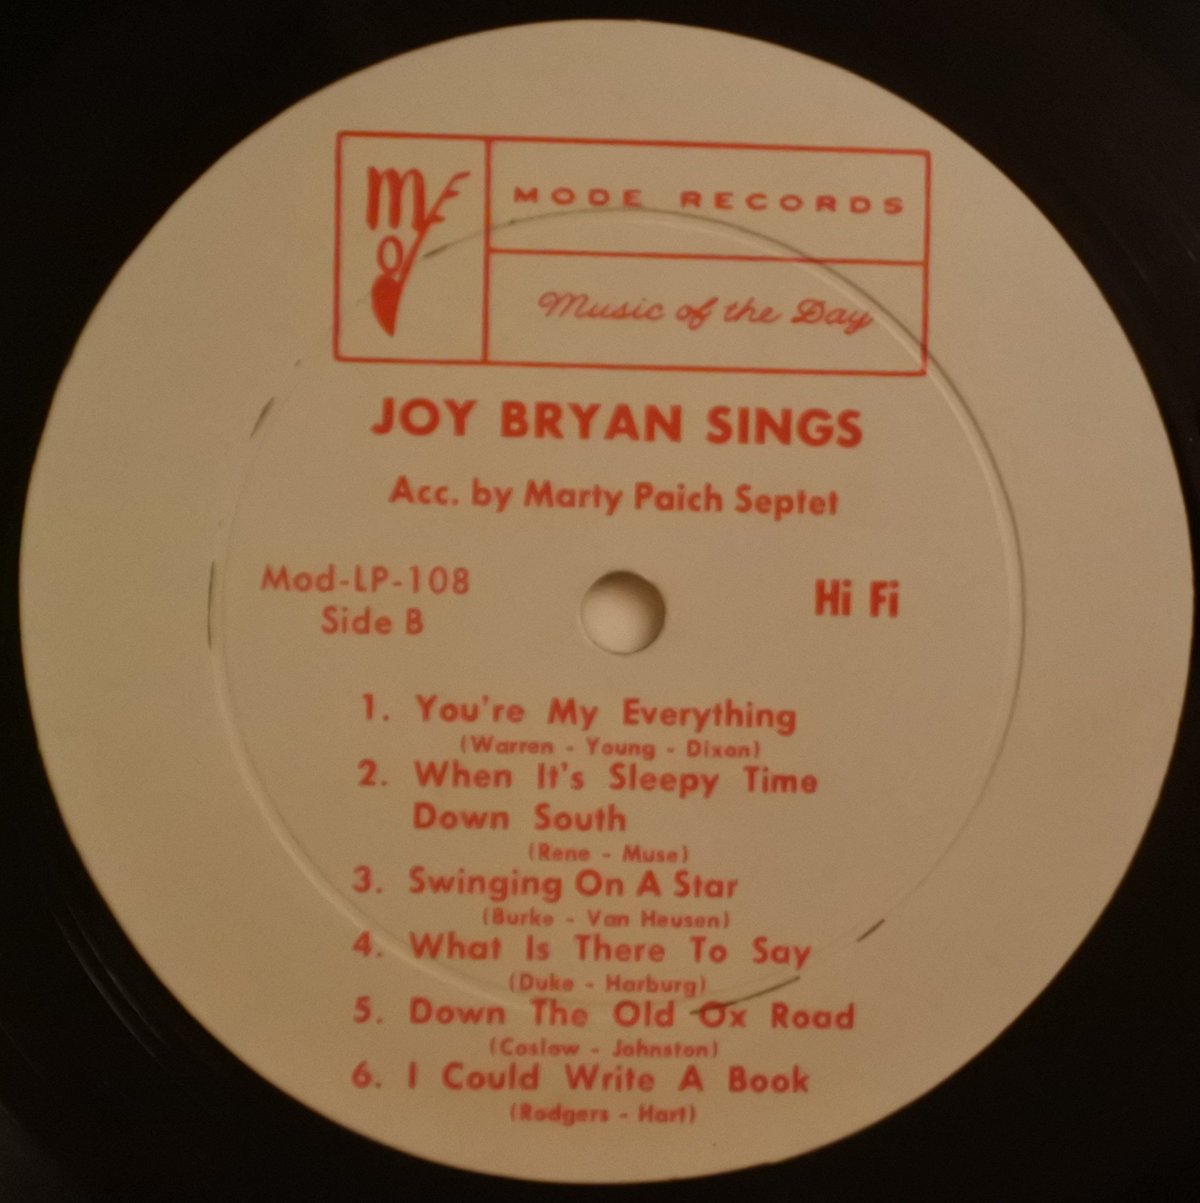 MODE
MODE RECORDS
Music of the Day
JOY BRYAN SINGS
Acc. by Marty Paich Septet
Mod-LP-108
Side B
Hi Fi
1. You're My Everything
(Warren - Young - Dixon)
2. When It's Sleepy Time
Down South
(Rene - Muse)
3. Swinging On A Star
(Burke - Van Heusen)
4. What Is There To Say
(Duke - Harburg)
5. Down The Old Ox Road
(Coslow - Johnston)
6. I Could Write A Book
(Rodgers - Hart)